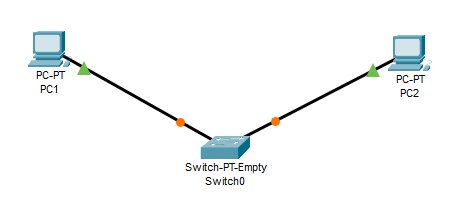 PC-PT
PC1
PC-PT
PC2
Switch-PT-Empty
Switch0